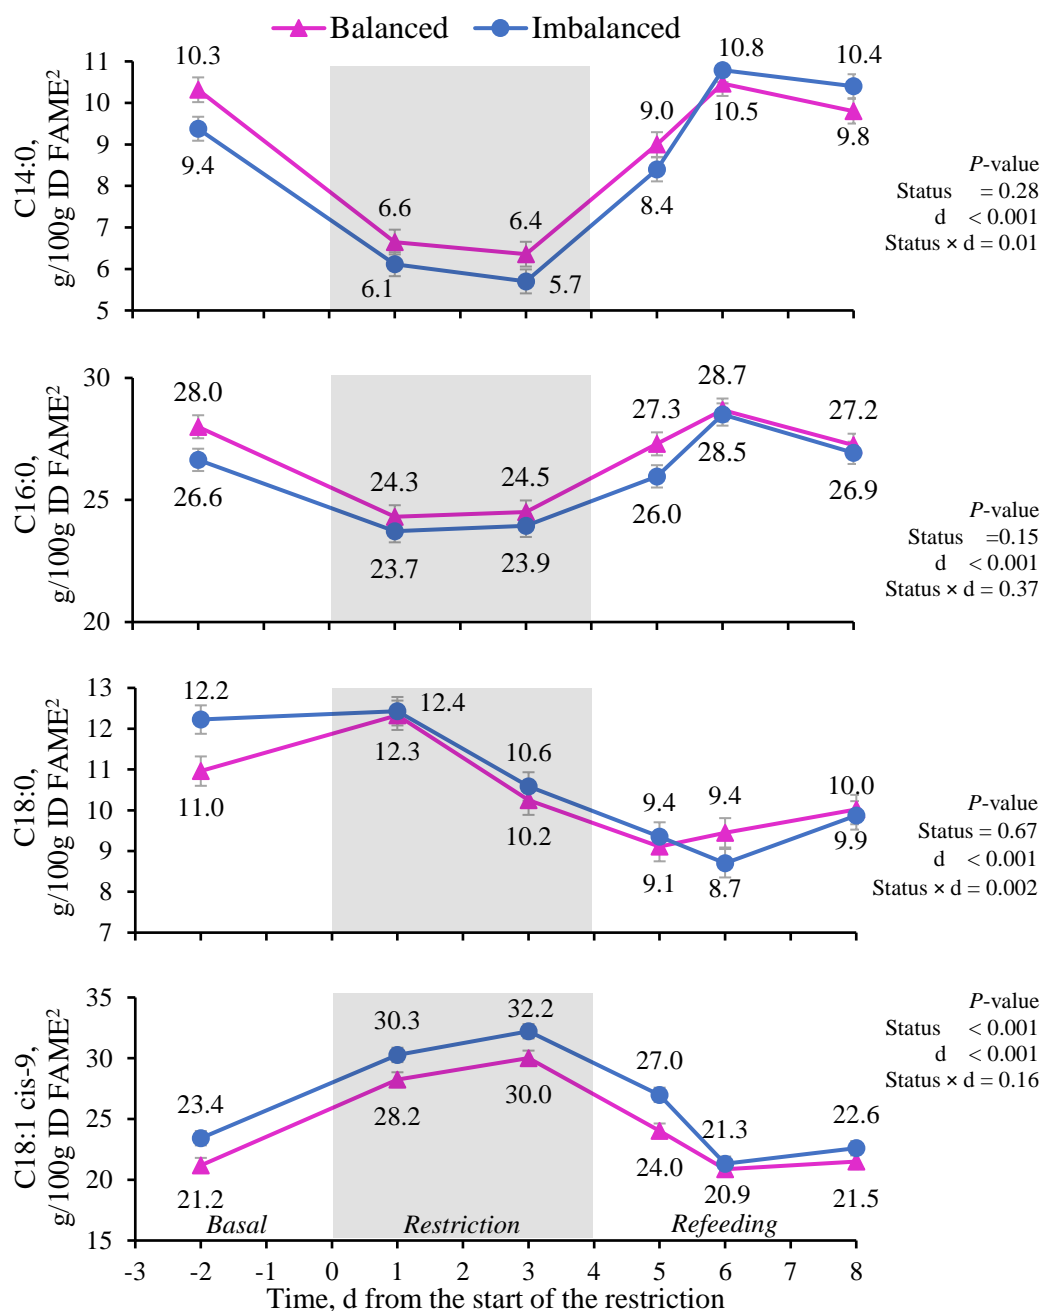 Balanced Imbalanced
C14:0,
g/100g ID FAME²
11
10
9
8
7
6
5
10.3
9.4
6.6
6.1
6.4
5.7
9.0
8.4
10.8
10.5
10.4
9.8
P-value
Status = 0.28
d < 0.001
Status × d = 0.01
C16:0,
g/100g ID FAME²
30
25
20
28.0
26.6
24.3
23.7
24.5
23.9
27.3
26.0
28.7
28.5
27.2
26.9
P-value
Status =0.15
d < 0.001
Status × d = 0.37
C18:0,
g/100g ID FAME²
13
12
11
10
9
8
7
12.2
11.0
12.4
12.3
10.6
10.2
9.4
9.1
9.4
8.7
10.0
9.9
P-value
Status = 0.67
d < 0.001
Status × d = 0.002
C18:1 cis-9,
g/100g ID FAME²
35
30
25
20
15
23.4
21.2
30.3
28.2
32.2
30.0
27.0
24.0
21.3
20.9
22.6
21.5
P-value
Status < 0.001
d < 0.001
Status × d = 0.16
Basal Restriction Refeeding
-3 -2 -1 0 1 2 3 4 5 6 7 8
Time, d from the start of the restriction